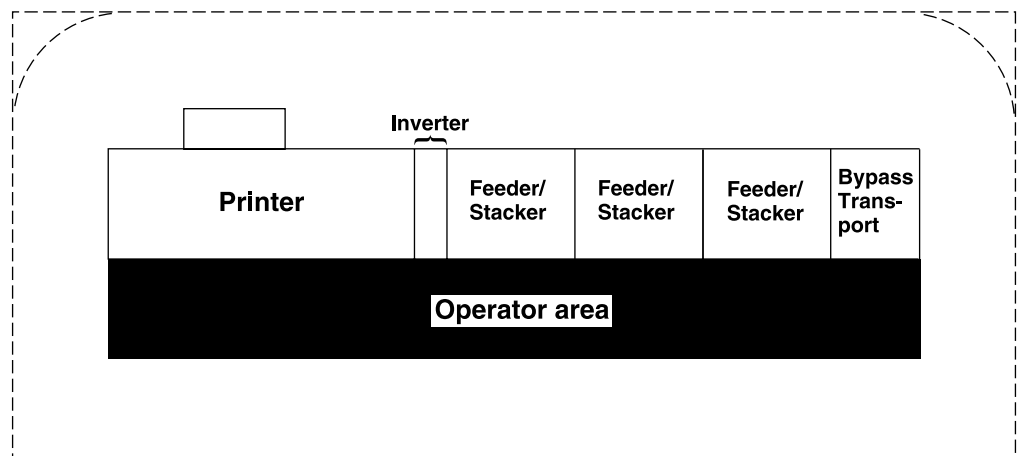 Inverter
Printer
Feeder/
Stacker
Feeder/
Stacker
Feeder/
Stacker
Bypass
Trans-
port
Operator area